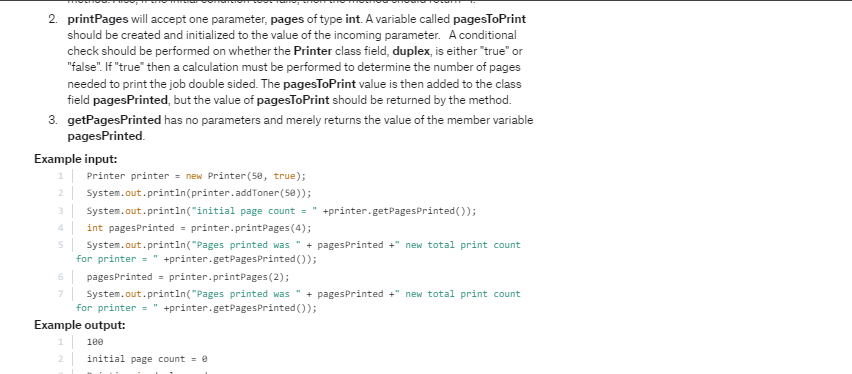 2. printPages will accept one parameter, pages of type int. A variable called pagesToPrint
should be created and initialized to the value of the incoming parameter. A conditional
check should be performed on whether the Printer class field, duplex, is either "true" or
"false". If "true" then a calculation must be performed to determine the number of pages
needed to print the job double sided. The pagesToPrint value is then added to the class
field pagesPrinted, but the value of pagesToPrint should be returned by the method.
3. getPagesPrinted has no parameters and merely returns the value of the member variable
pagesPrinted.
Example input:
1 Printer printer = new Printer(50, true);
2 System.out.println(printer.addToner(50));
3 System.out.println("initial page count = " +printer.getPagesPrinted());
4 int pagesPrinted = printer.printPages(4);
5 System.out.println("Pages printed was " + pagesPrinted +" new total print count
for printer = " +printer.getPagesPrinted());
6 pagesPrinted = printer.printPages(2);
7 System.out.println("Pages printed was " + pagesPrinted +" new total print count
for printer = " +printer.getPagesPrinted());
Example output:
1 100
2 initial page count = 0